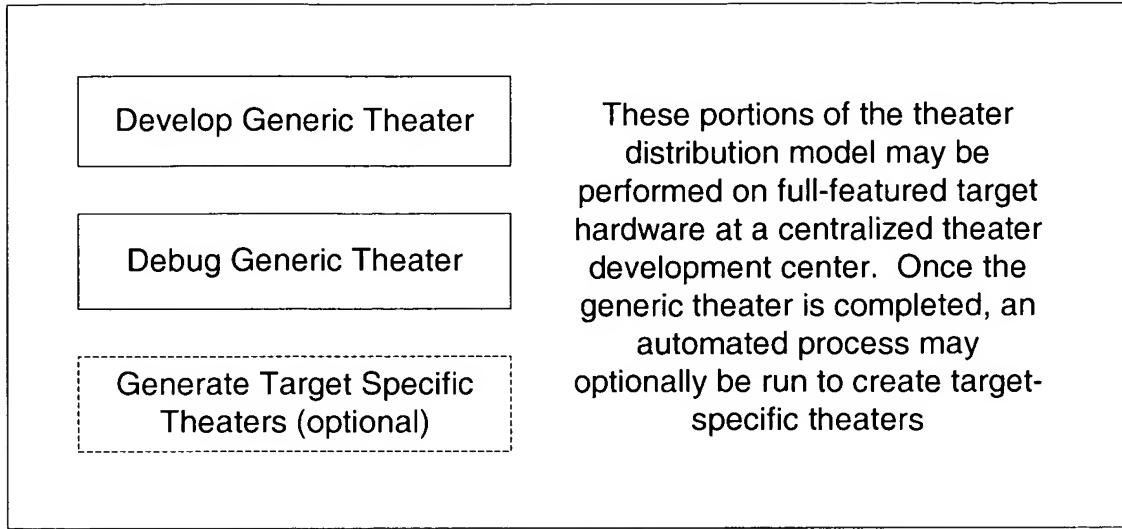 Develop Generic Theater
Debug Generic Theater
Generate Target Specific
Theaters (optional)
These portions of the theater
distribution model may be
performed on full-featured target
hardware at a centralized theater
development center.  Once the
generic theater is completed, an
automated process may
optionally be run to create target-
specific theaters